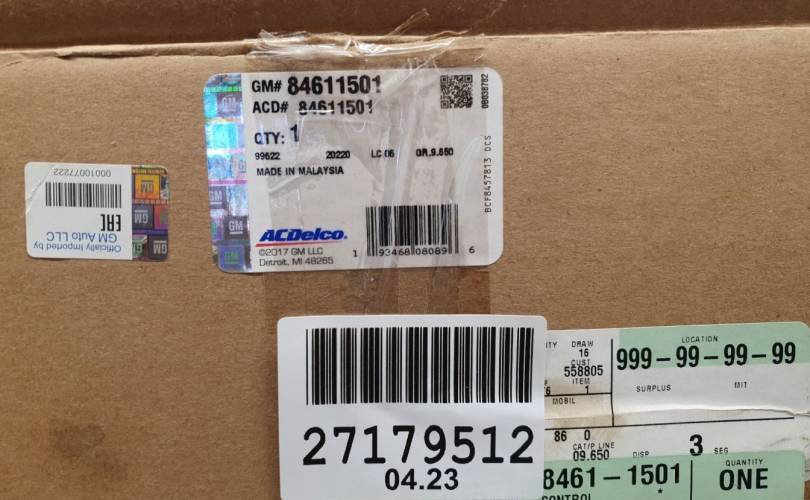 GM# 84611501
ACD# 84611501
QTY: 1
99622 20220 LC 06 GR.9.650
MADE IN MALAYSIA
ACDelco.
©2017 GM LLC
Detroit, MI 48265
1 93468 08089 6
0B038782
BCF8457813 DCS
00010077222
EAC
Officially Imported by
GM Auto LLC
GM
27179512
04.23
DRAW
16
CUST
558805
ITEM
1
MOBIL
LOCATION
999-99-99-99
SURPLUS MIT
86 0
CAT/P LINE
09.650 DISP 3 SEG
8461-1501
*
CONTROL
QUANTITY
ONE